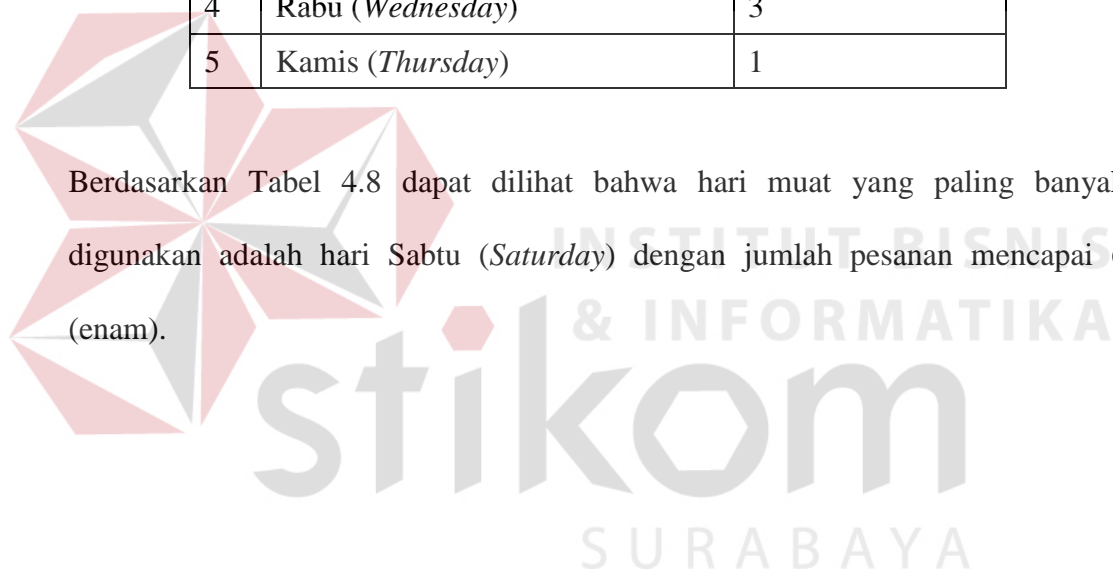 4 Rabu (Wednesday) 3
5 Kamis (Thursday) 1
Berdasarkan Tabel 4.8 dapat dilihat bahwa hari muat yang paling
digunakan adalah hari Sabtu (Saturday) dengan jumlah pesanan mencapai
(enam).
INSTITUT BISNIS
& INFORMATIKA
stikom
SURABAYA